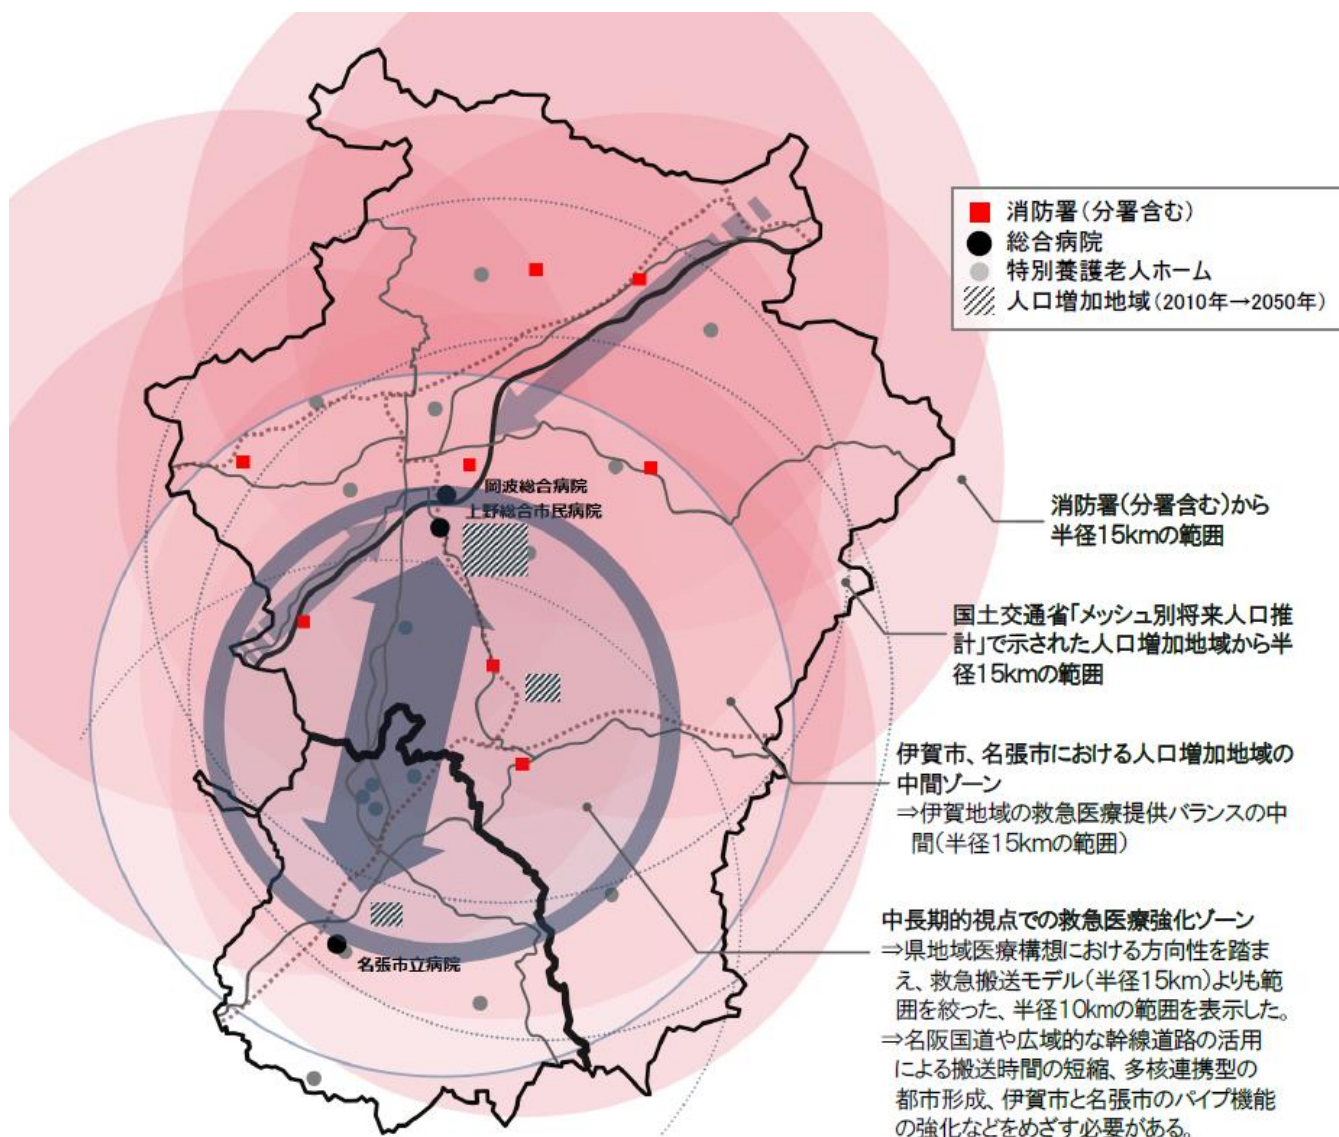 消防署(分署含む)
総合病院
特別養護老人ホーム
人口増加地域(2010年→2050年)
岡波総合病院
上野総合市民病院
名張市立病院
消防署(分署含む)から
半径15kmの範囲
国土交通省「メッシュ別将来人口推
計」で示された人口増加地域から半
径15kmの範囲
伊賀市、名張市における人口増加地域の
中間ゾーン
⇒伊賀地域の救急医療提供バランスの中
間(半径15kmの範囲)
中長期的視点での救急医療強化ゾーン
⇒県地域医療構想における方向性を踏ま
え、救急搬送モデル(半径15km)よりも範
囲を絞った、半径10kmの範囲を表示した。
⇒名阪国道や広域的な幹線道路の活用
による搬送時間の短縮、多核連携型の
都市形成、伊賀市と名張市のパイプ機能
の強化などをめざす必要がある。